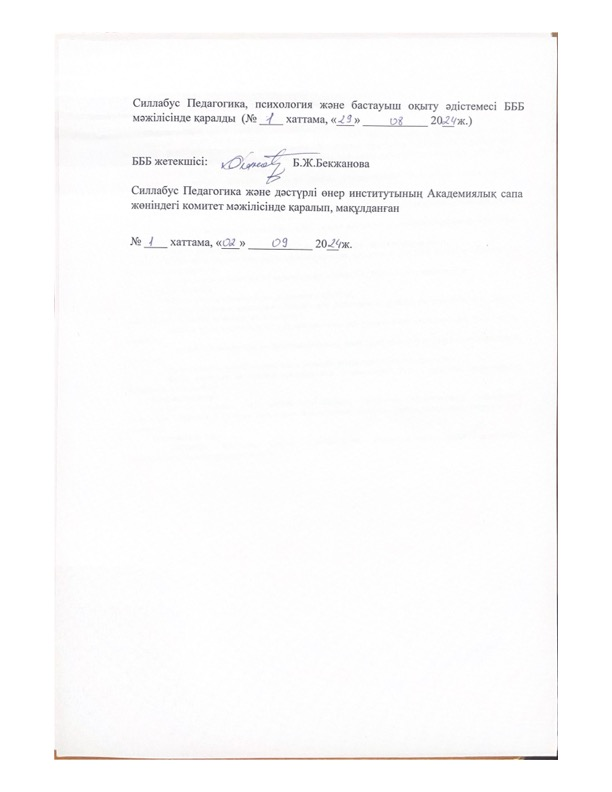 Силлабус Педагогика, психология және бастауыш оқыту әдістемесі БББ
мәжілісінде қаралды (№ 1 хаттама, «29» 08 2024ж.)
БББ жетекшісі: Б.Ж.Бекжанова
Силлабус Педагогика және дәстүрлі өнер институтының Академиялық сапа
жөніндегі комитет мәжілісінде қаралып, мақұлданған
№ 1 хаттама, «02» 09 2024ж.